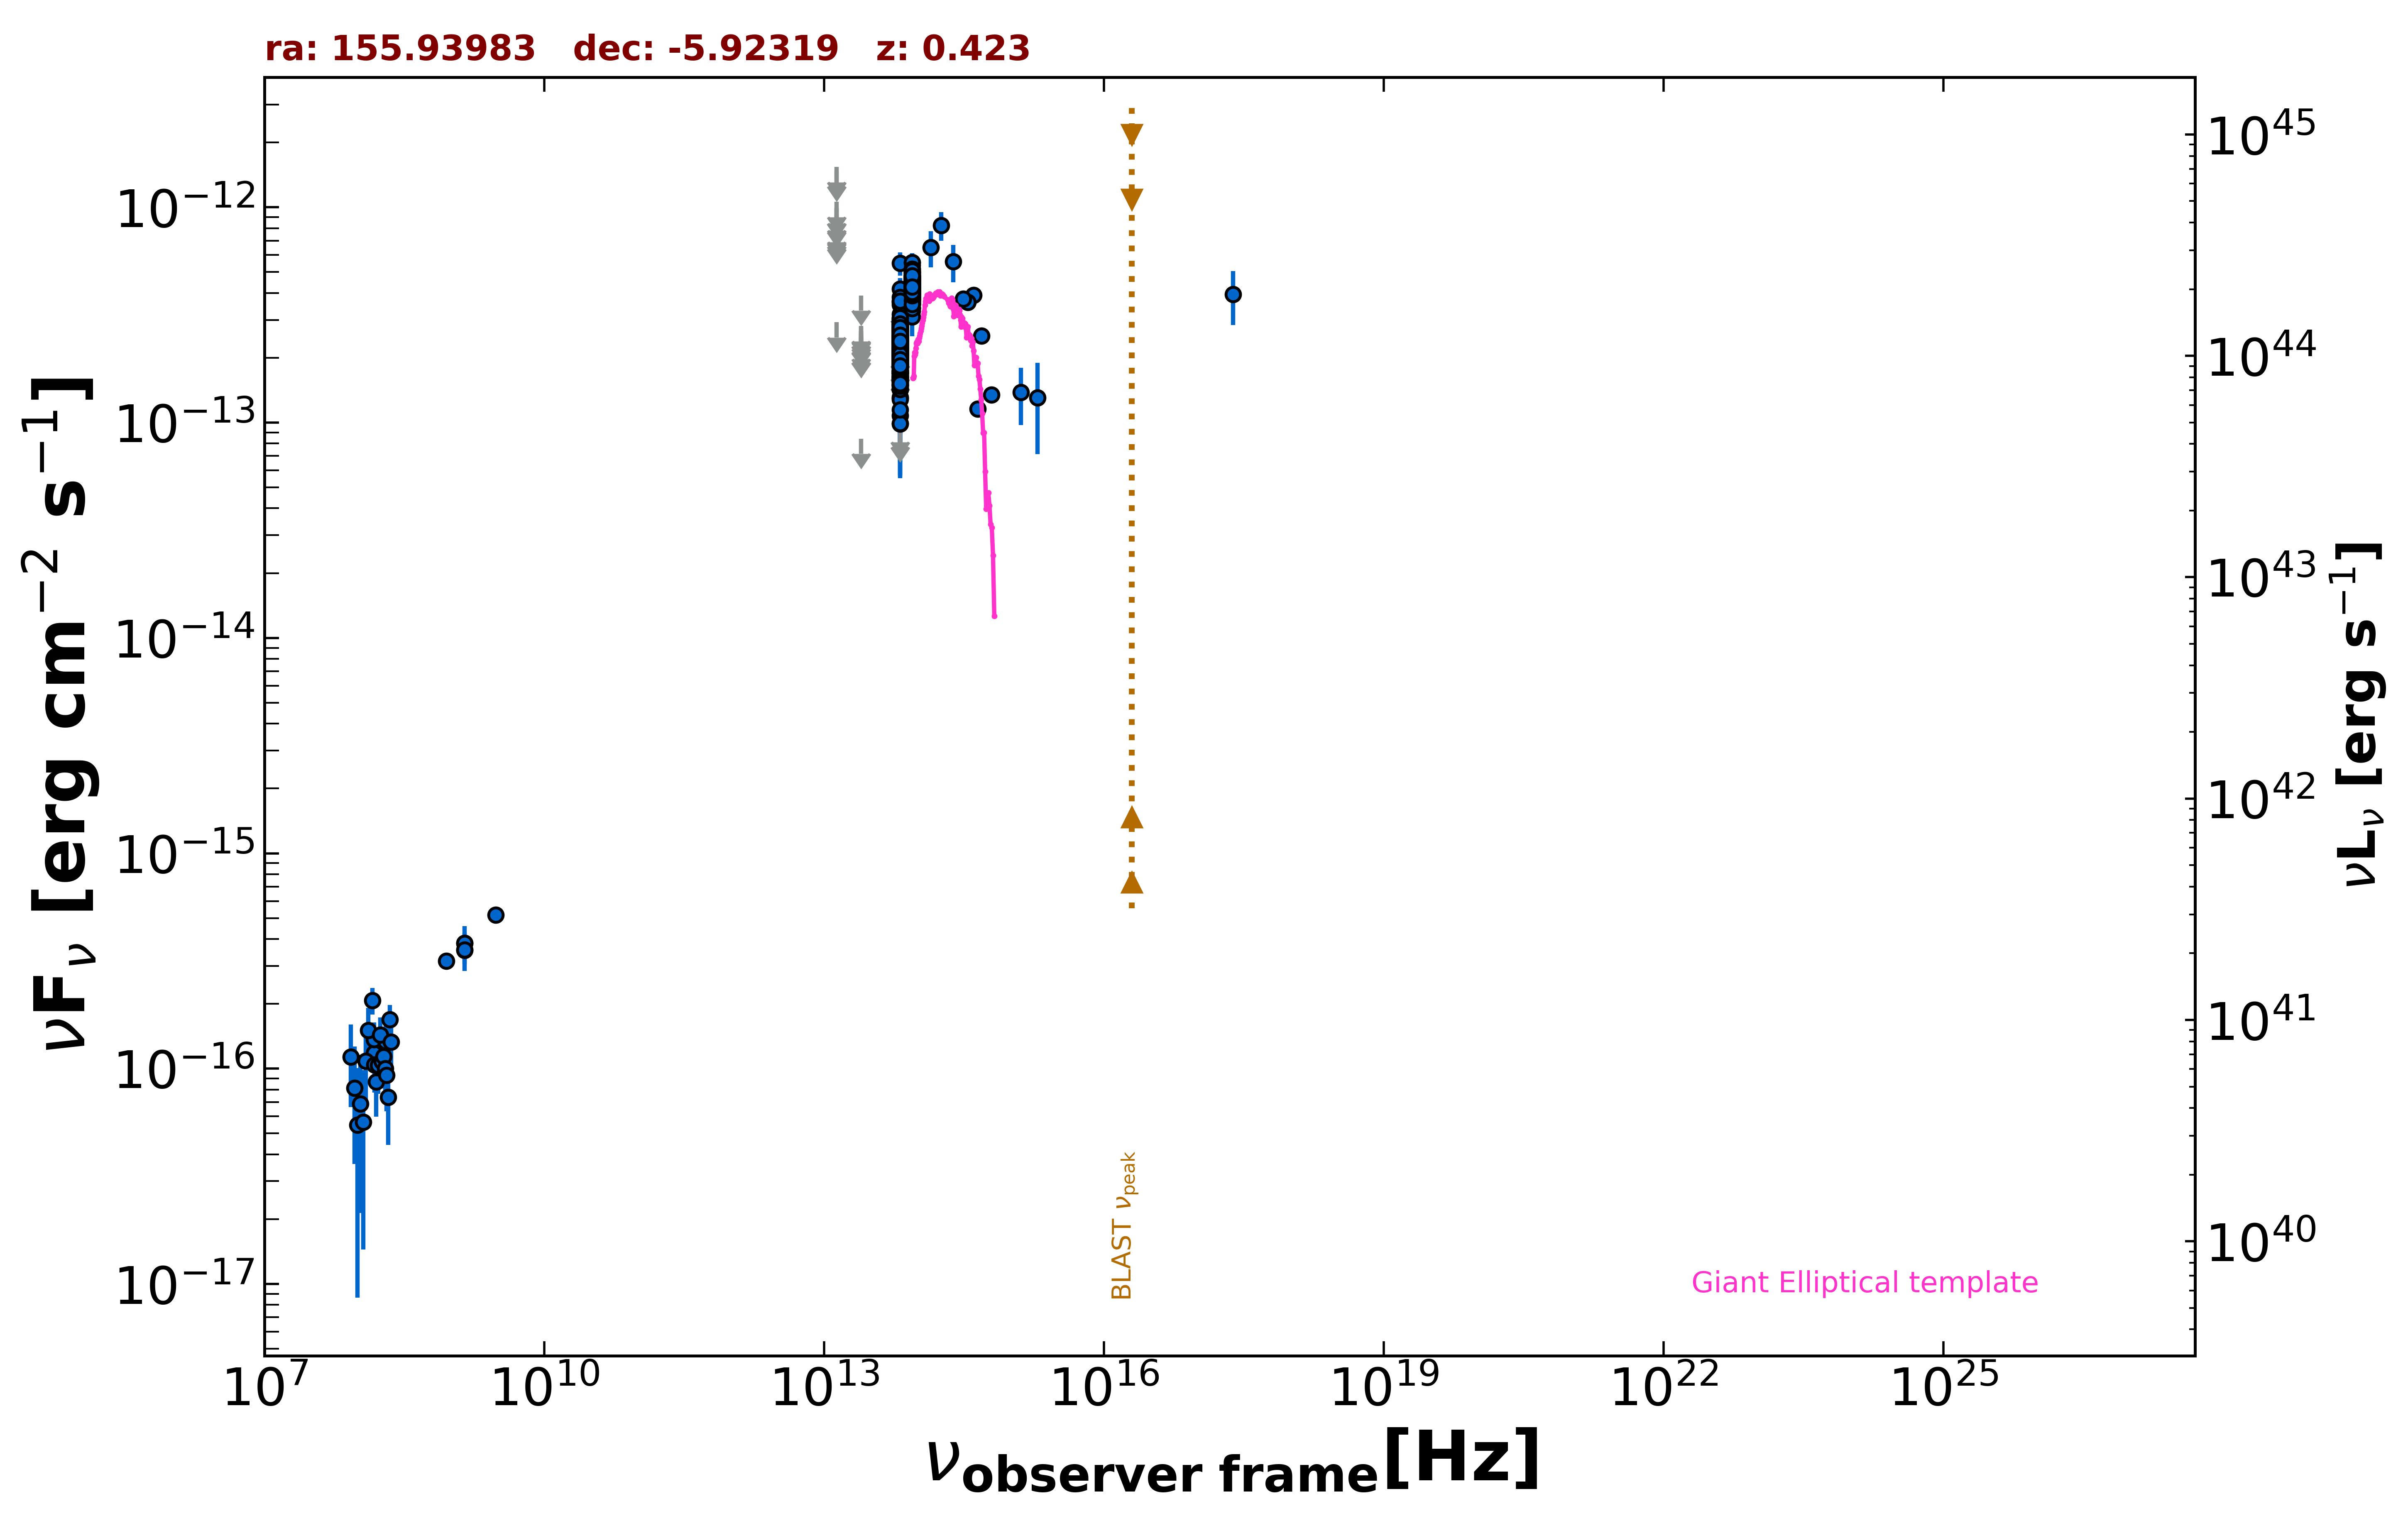 ra: 155.93983   dec: -5.92319   z: 0.423
νF_ν [erg cm^−2 s^−1]
10^−12
10^−13
10^−14
10^−15
10^−16
10^−17
10^45
10^44
10^43
10^42
10^41
10^40
νL_ν [erg s^−1]
BLAST ν_peak
Giant Elliptical template
10^7 10^10 10^13 10^16 10^19 10^22 10^25
ν_observer frame[Hz]